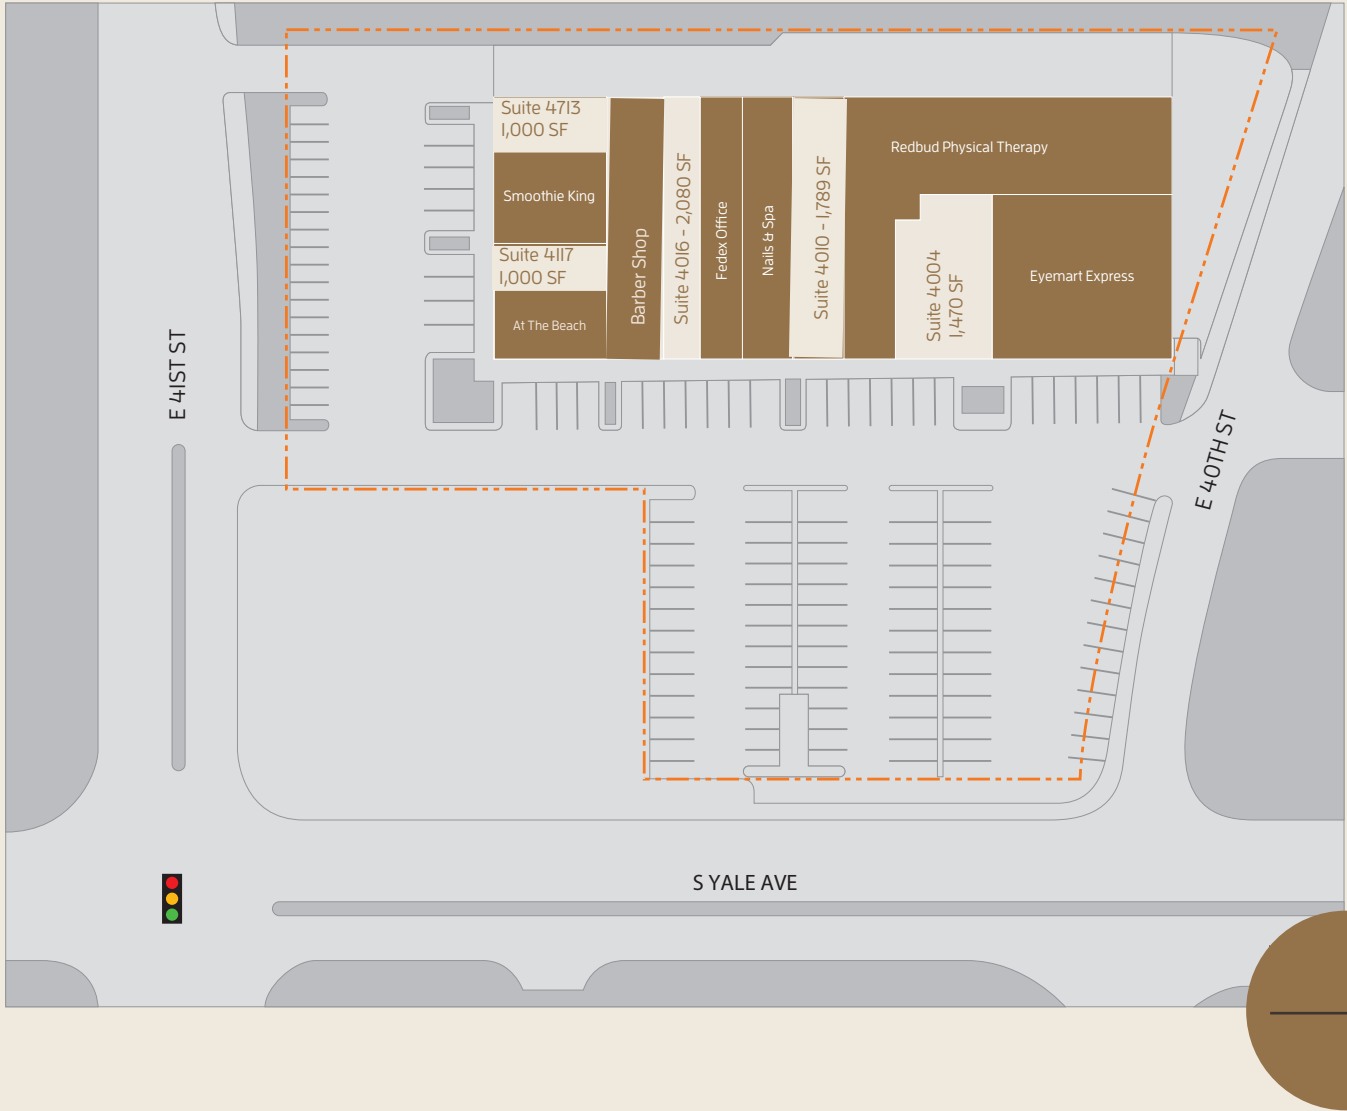 Suite 4713
1,000 SF
Smoothie King
Suite 4117
1,000 SF
At The Beach
Barber Shop
Suite 4016 - 2,080 SF
Fedex Office
Nails & Spa
Suite 4010 - 1,789 SF
Redbud Physical Therapy
Suite 4004
1,470 SF
Eyemart Express
E 41ST ST
E 40TH ST
S YALE AVE